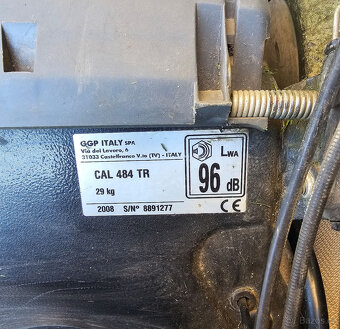 GGP ITALY SPA
Via del Lavoro, 6
31033 Castelfranco V.to (TV) - ITALY
CAL 484 TR
29 kg
2008 S/N° 8891277
LWA
96 dB
CE